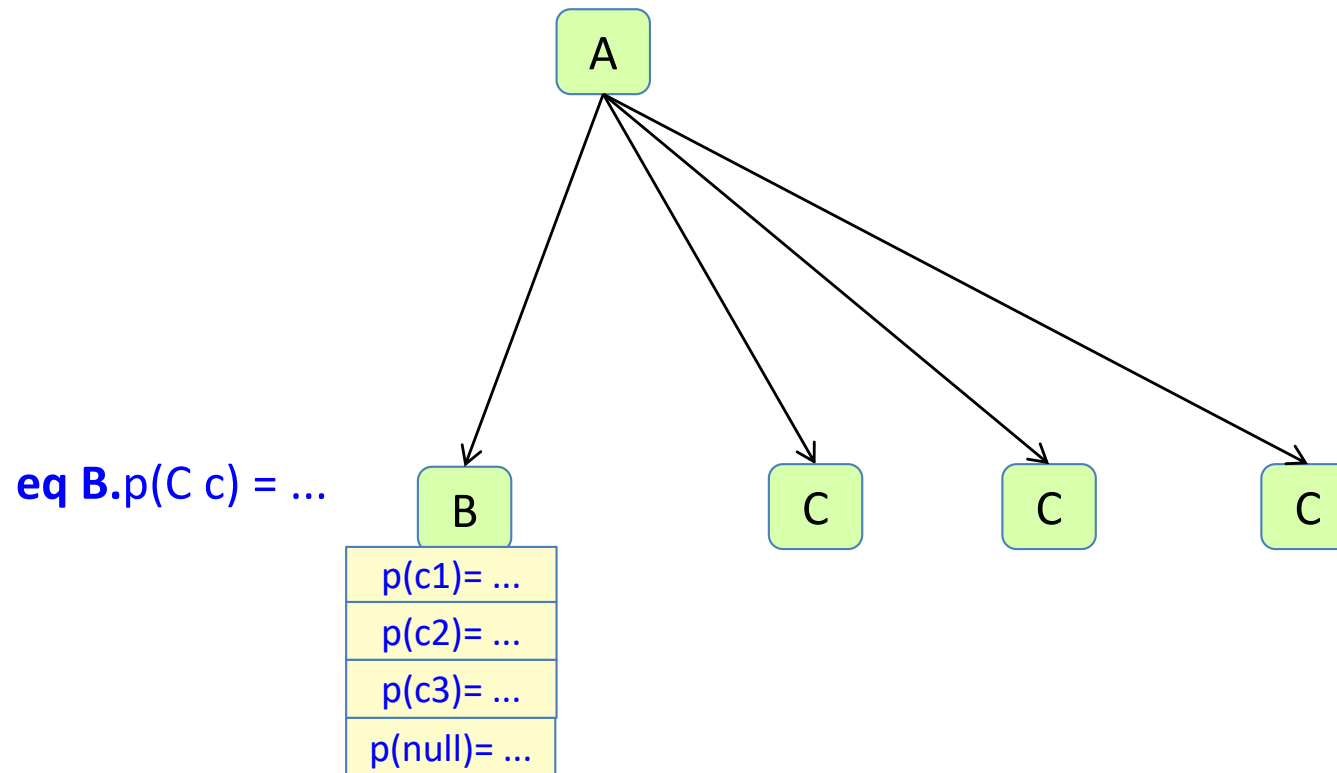 A
eq B.p(C c) = ...
B
C
C
C
p(c1)= ...
p(c2)= ...
p(c3)= ...
p(null)= ...